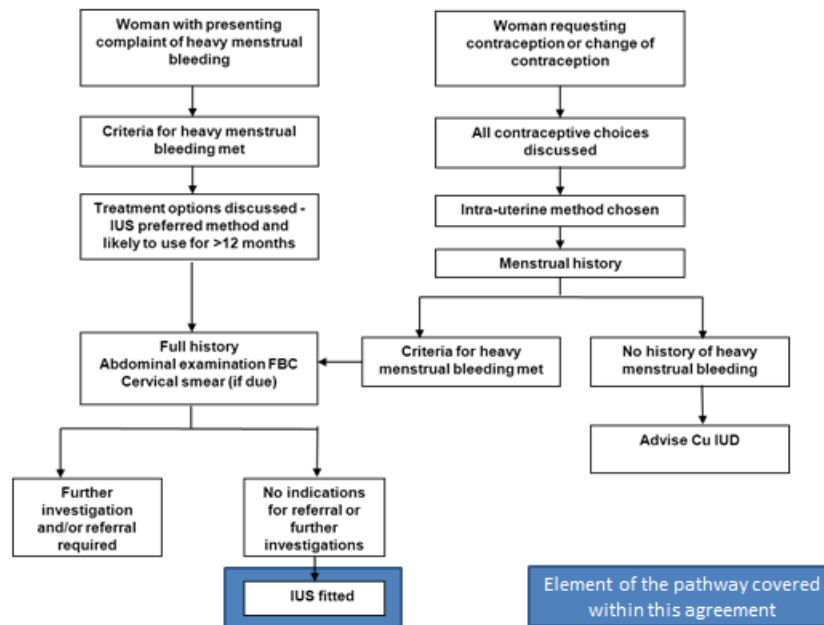 Woman with presenting
complaint of heavy menstrual
bleeding
Woman requesting
contraception or change of
contraception
Criteria for heavy menstrual
bleeding met
All contraceptive choices
discussed
Treatment options discussed -
IUS preferred method and
likely to use for >12 months
Intra-uterine method chosen
Menstrual history
Full history
Abdominal examination FBC
Cervical smear (if due)
Criteria for heavy
menstrual bleeding met
No history of heavy
menstrual bleeding
Advise Cu IUD
Further
investigation
and/or referral
required
No indications
for referral or
further
investigations
IUS fitted
Element of the pathway covered
within this agreement